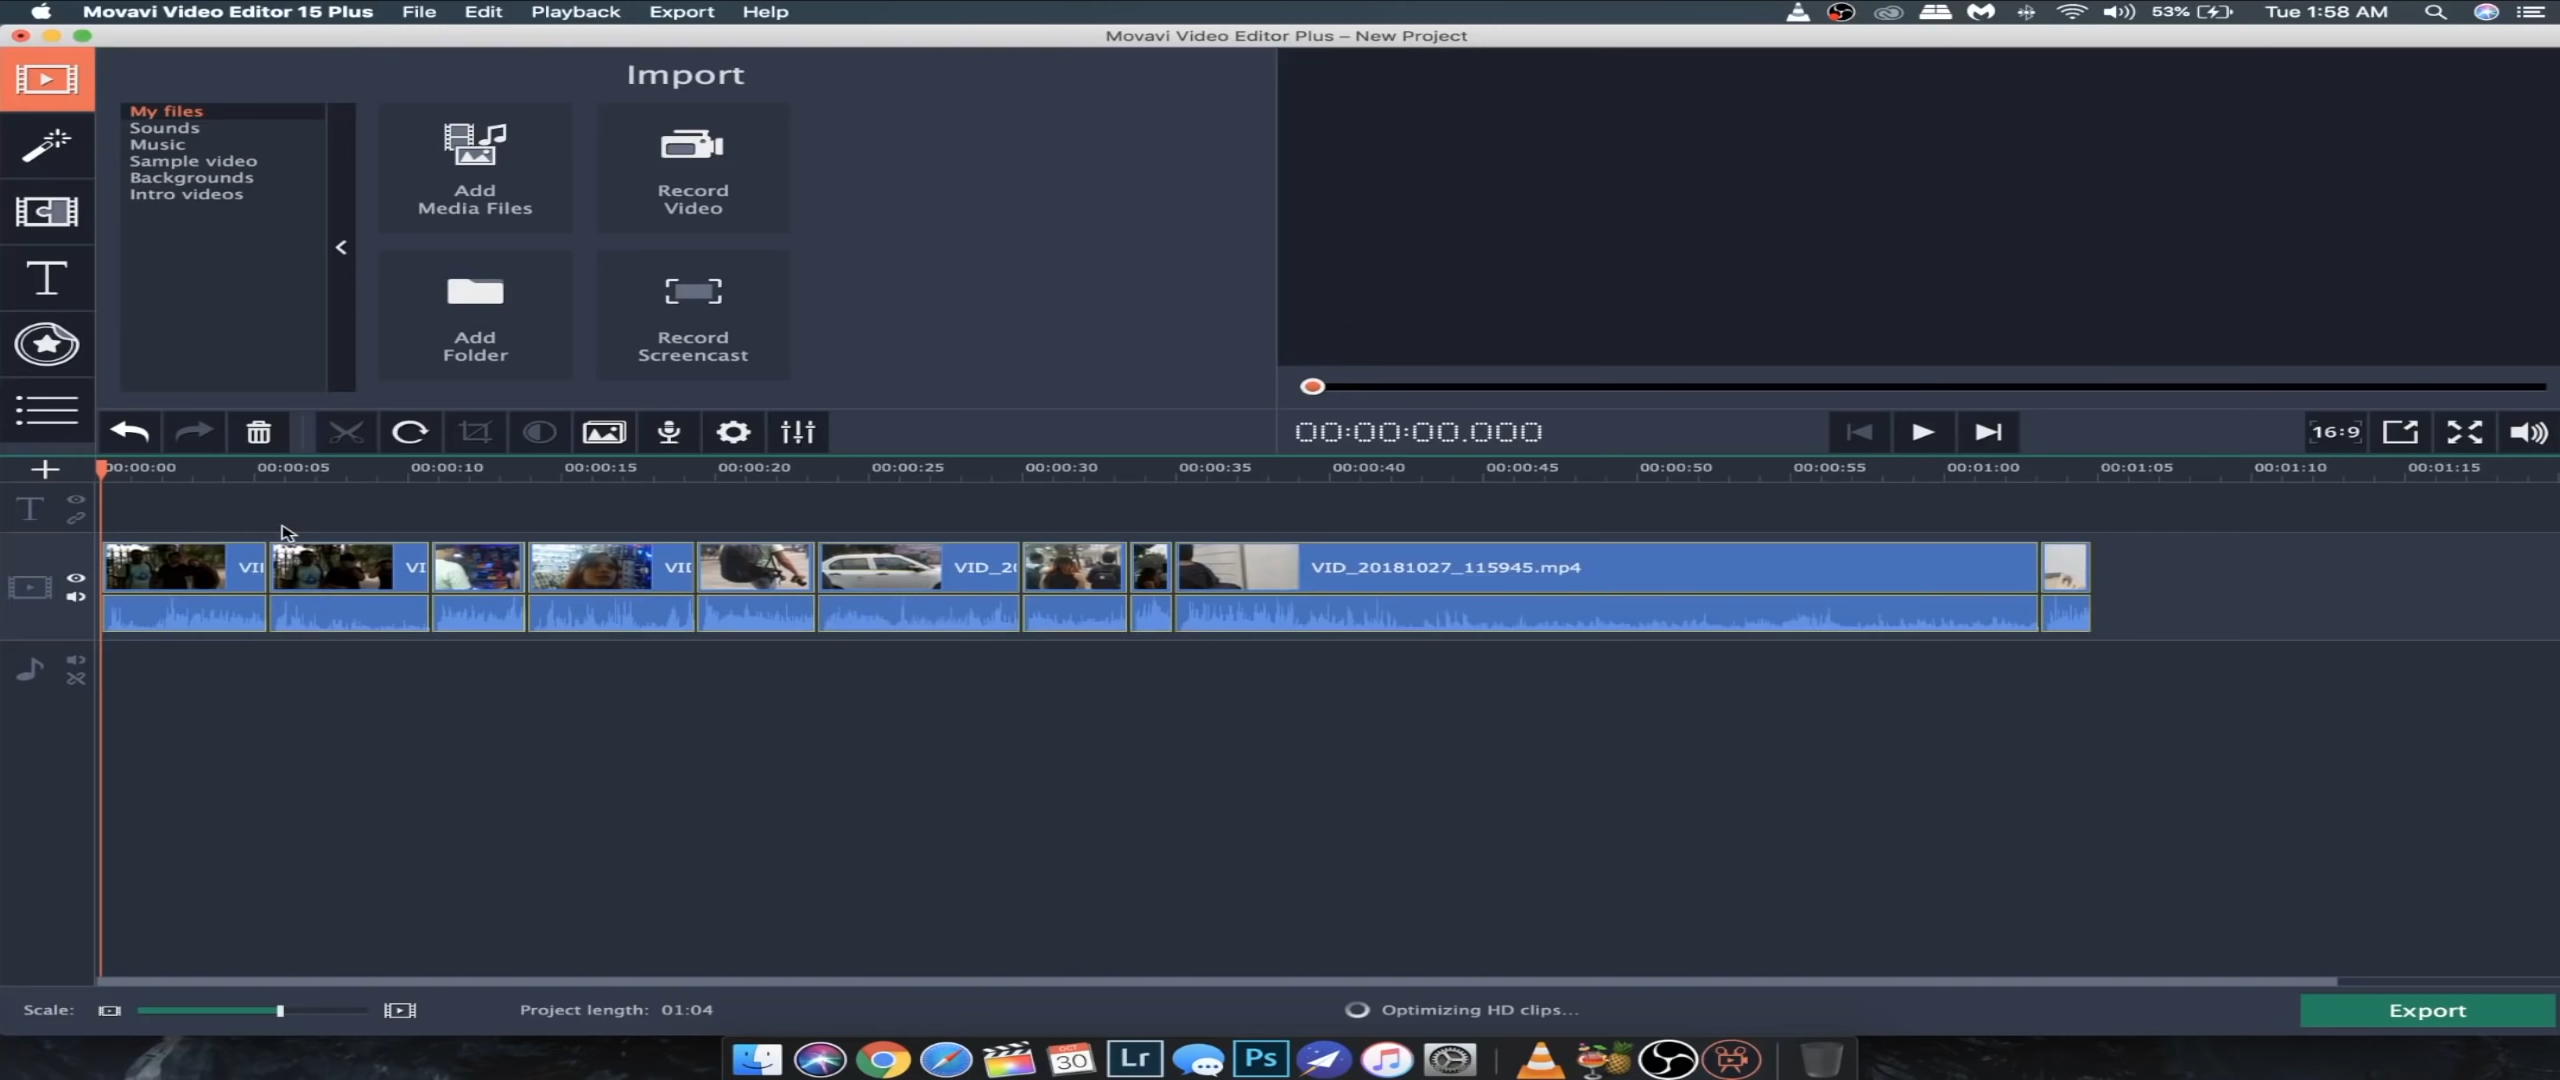 Movavi Video Editor 15 Plus File Edit Playback Export Help 53% Tue 1:58 AM
Movavi Video Editor Plus – New Project
Import
My files
Sounds
Music
Sample video
Backgrounds
Intro videos
Add
Media Files
Record
Video
Add
Folder
Record
Screencast
00:00:00.000
16:9
00:00:00 00:00:05 00:00:10 00:00:15 00:00:20 00:00:25 00:00:30 00:00:35 00:00:40 00:00:45 00:00:50 00:00:55 00:01:00 00:01:05 00:01:10 00:01:15
T
VID_20181027_115945.mp4
Scale: Project length: 01:04 Optimizing HD clips... Export
OCT
30
Lr
Ps